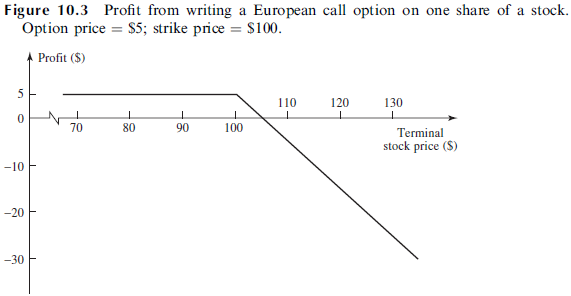 Figure 10.3 Profit from writing a European call option on one share of a stock.
Option price = $5; strike price = $100.
Profit ($)
5
0
-10
-20
-30
70
80
90
100
110
120
130
Terminal
stock price ($)